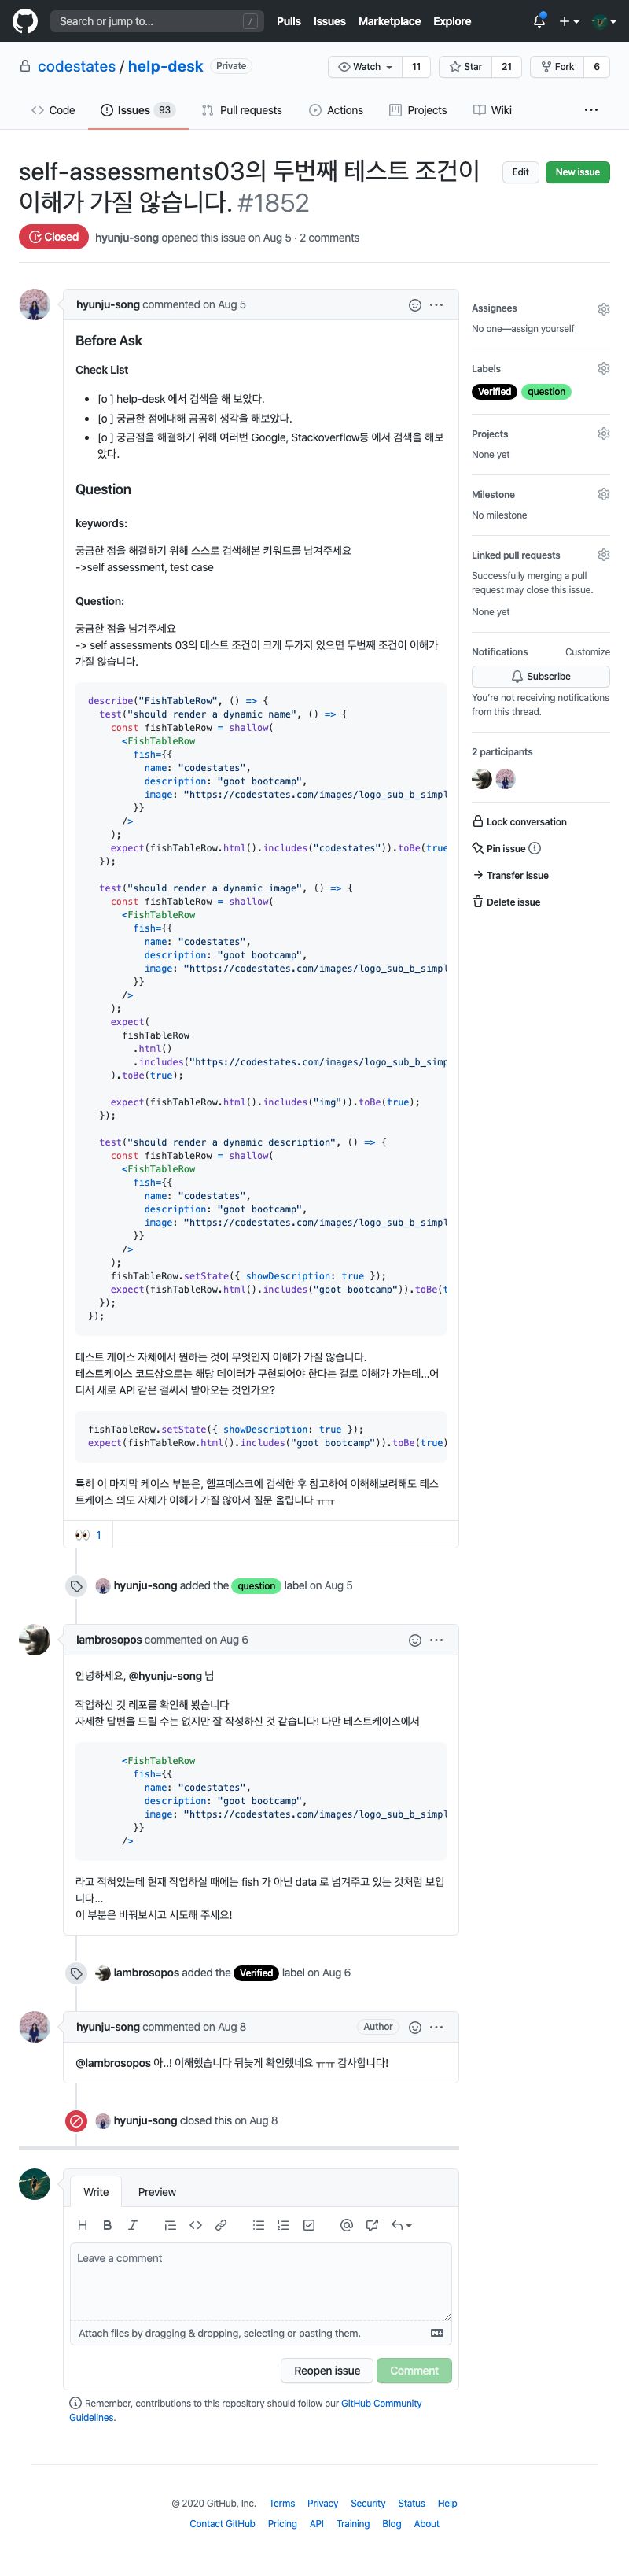 Search or jump to... /
Pulls Issues Marketplace Explore
codestates / help-desk Private
Watch 11 Star 21 Fork 6
Code Issues 93 Pull requests Actions Projects Wiki ...
self-assessments03의 두번째 테스트 조건이
이해가 가질 않습니다. #1852
Edit New issue
Closed hyunju-song opened this issue on Aug 5 · 2 comments
hyunju-song commented on Aug 5
Before Ask
Check List
• [o ] help-desk 에서 검색을 해 보았다.
• [o ] 궁금한 점에대해 곰곰히 생각을 해보았다.
• [o ] 궁금점을 해결하기 위해 여러번 Google, Stackoverflow등 에서 검색을 해보
았다.
Question
keywords:
궁금한 점을 해결하기 위해 스스로 검색해본 키워드를 남겨주세요
->self assessment, test case
Question:
궁금한 점을 남겨주세요
-> self assessments 03의 테스트 조건이 크게 두가지 있으면 두번째 조건이 이해가
가질 않습니다.
describe("FishTableRow", () => {
test("should render a dynamic name", () => {
const fishTableRow = shallow(
<FishTableRow
fish={{
name: "codestates",
description: "goot bootcamp",
image: "https://codestates.com/images/logo_sub_b_simpl
}}
/>
);
expect(fishTableRow.html().includes("codestates")).toBe(true
});
test("should render a dynamic image", () => {
const fishTableRow = shallow(
<FishTableRow
fish={{
name: "codestates",
description: "goot bootcamp",
image: "https://codestates.com/images/logo_sub_b_simpl
}}
/>
);
expect(
fishTableRow
.html()
.includes("https://codestates.com/images/logo_sub_b_simp
).toBe(true);
expect(fishTableRow.html().includes("img")).toBe(true);
});
test("should render a dynamic description", () => {
const fishTableRow = shallow(
<FishTableRow
fish={{
name: "codestates",
description: "goot bootcamp",
image: "https://codestates.com/images/logo_sub_b_simpl
}}
/>
);
fishTableRow.setState({ showDescription: true });
expect(fishTableRow.html().includes("goot bootcamp")).toBe(t
});
});
테스트 케이스 자체에서 원하는 것이 무엇인지 이해가 가질 않습니다.
테스트케이스 코드상으로는 해당 데이터가 구현되어야 한다는 걸로 이해가 가는데...어
디서 새로 API 같은 걸써서 받아오는 것인가요?
fishTableRow.setState({ showDescription: true });
expect(fishTableRow.html().includes("goot bootcamp")).toBe(true)
특히 이 마지막 케이스 부분은, 헬프데스크에 검색한 후 참고하여 이해해보려해도 테스
트케이스 의도 자체가 이해가 가질 않아서 질문 올립니다 ㅠㅠ
👀 1
hyunju-song added the question label on Aug 5
lambrosopos commented on Aug 6
안녕하세요, @hyunju-song 님
작업하신 깃 레포를 확인해 봤습니다
자세한 답변을 드릴 수는 없지만 잘 작성하신 것 같습니다! 다만 테스트케이스에서
<FishTableRow
fish={{
name: "codestates",
description: "goot bootcamp",
image: "https://codestates.com/images/logo_sub_b_simpl
}}
/>
라고 적혀있는데 현재 작업하실 때에는 fish 가 아닌 data 로 넘겨주고 있는 것처럼 보입
니다...
이 부분은 바꿔보시고 시도해 주세요!
lambrosopos added the Verified label on Aug 6
hyunju-song commented on Aug 8 Author
@lambrosopos 아..! 이해했습니다 뒤늦게 확인했네요 ㅠㅠ 감사합니다!
hyunju-song closed this on Aug 8
Write Preview
Leave a comment
Attach files by dragging & dropping, selecting or pasting them.
Reopen issue Comment
Remember, contributions to this repository should follow our GitHub Community
Guidelines.
Assignees
No one—assign yourself
Labels
Verified question
Projects
None yet
Milestone
No milestone
Linked pull requests
Successfully merging a pull
request may close this issue.
None yet
Notifications Customize
Subscribe
You're not receiving notifications
from this thread.
2 participants
Lock conversation
Pin issue
Transfer issue
Delete issue
© 2020 GitHub, Inc. Terms Privacy Security Status Help
Contact GitHub Pricing API Training Blog About